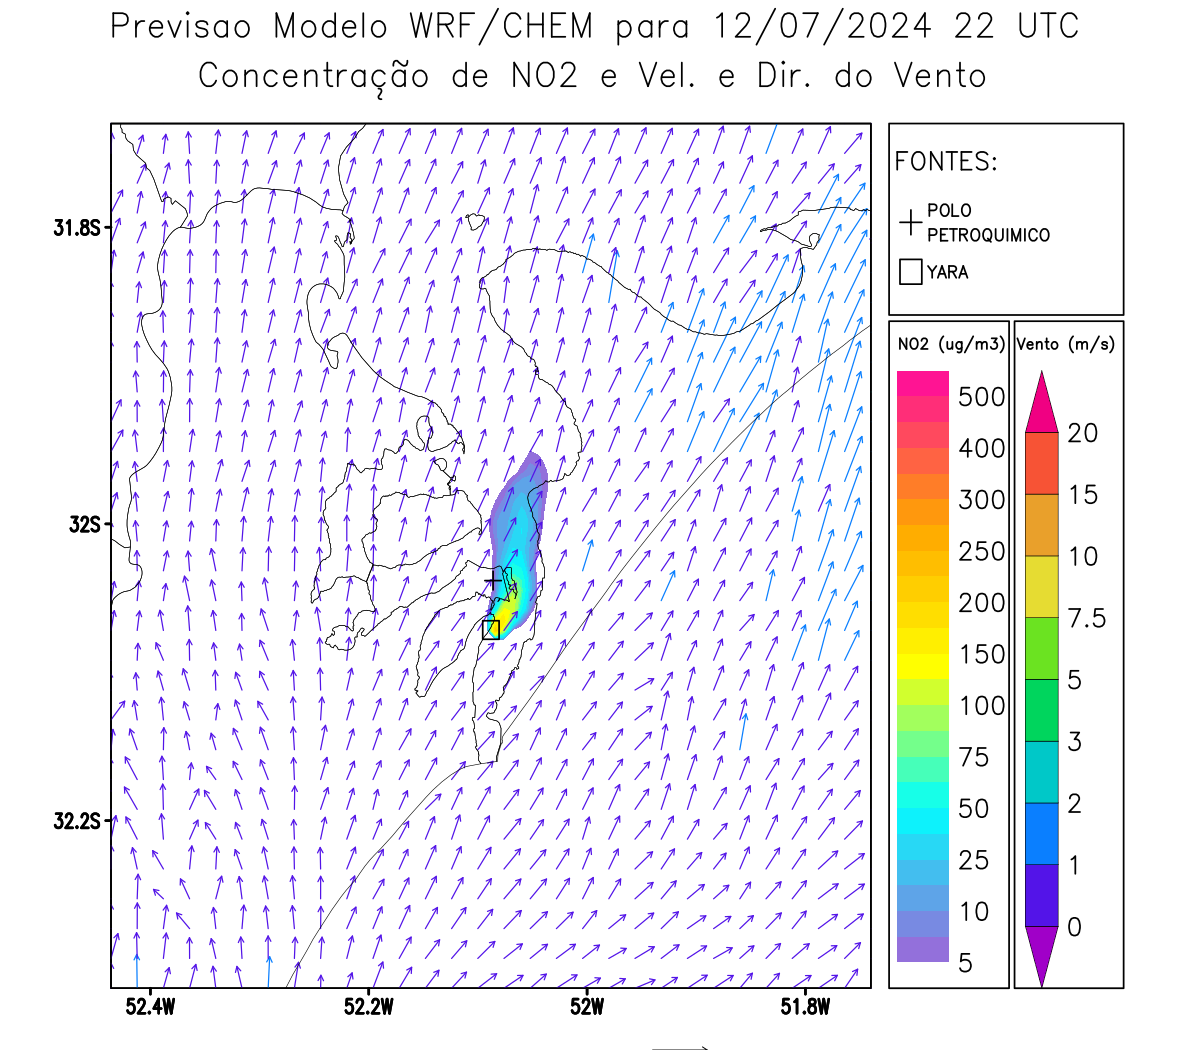 Previsao Modelo WRF/CHEM para 12/07/2024 22 UTC
Concentração de NO2 e Vel. e Dir. do Vento
FONTES:
POLO
PETROQUIMICO
YARA
NO2 (ug/m3)
500
400
300
250
200
150
100
75
50
25
10
5
Vento (m/s)
20
15
10
7.5
5
3
2
1
0
31.8S
32S
32.2S
52.4W
52.2W
52W
51.8W